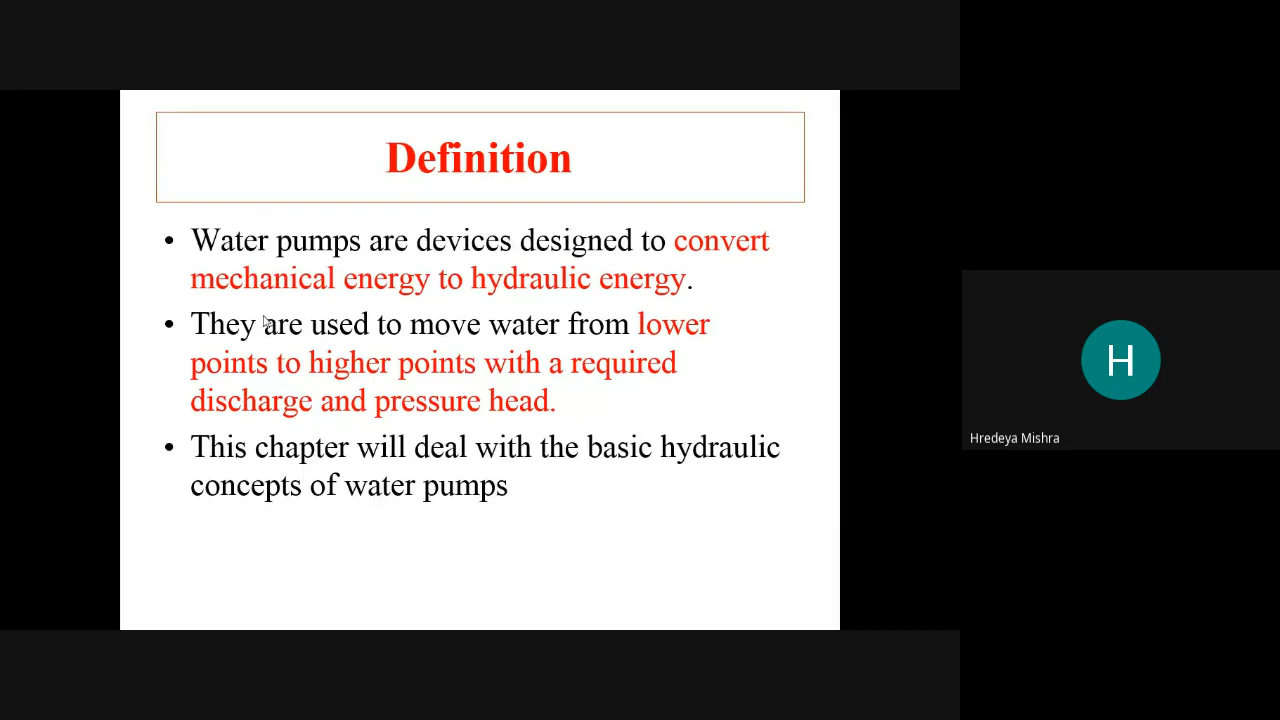 Definition
• Water pumps are devices designed to convert
mechanical energy to hydraulic energy.
• They are used to move water from lower
points to higher points with a required
discharge and pressure head.
• This chapter will deal with the basic hydraulic
concepts of water pumps
H
Hredeya Mishra